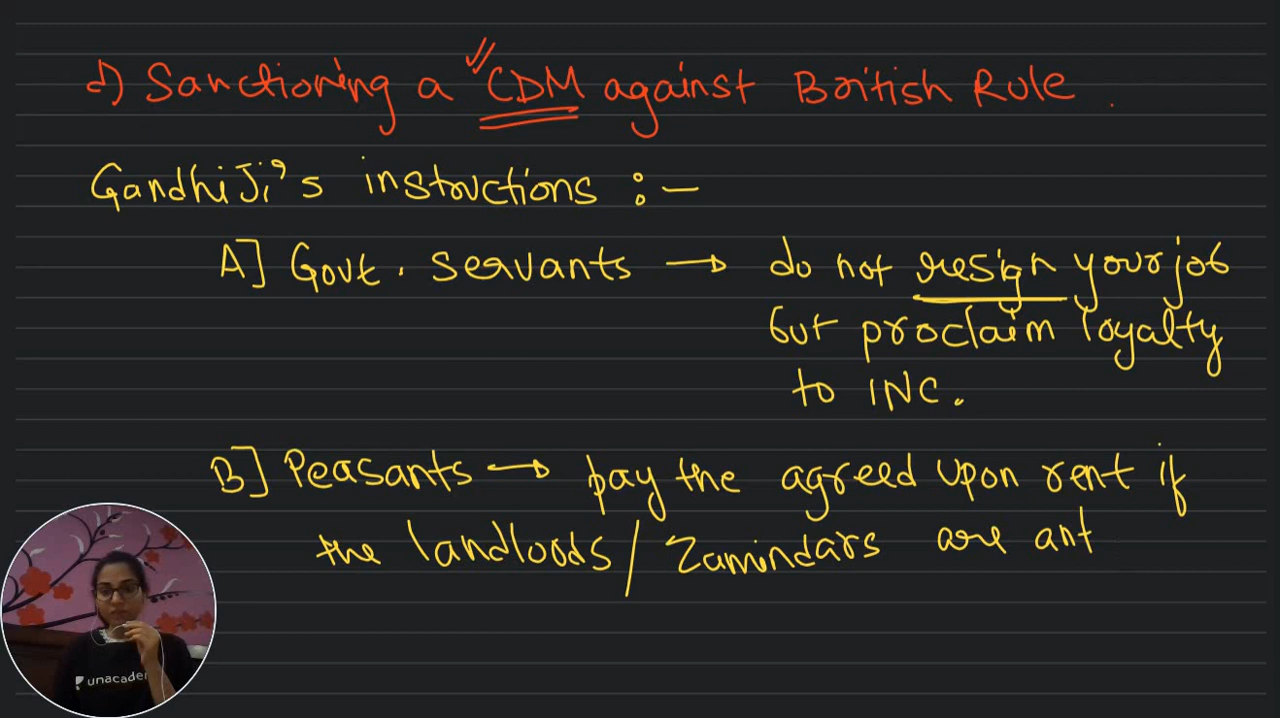 d) Sanctioning a CDM against British Rule.
GandhiJi's instructions :-
A] Govt. servants → do not resign your job
but proclaim loyalty
to INC.
B] Peasants → pay the agreed upon rent if
the landlords/ Zamindars are ant
unacade